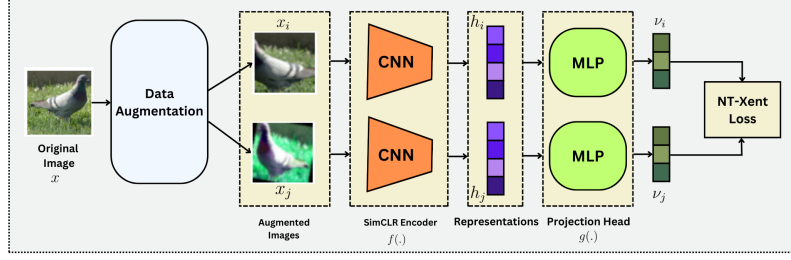 x_i
h_i
ν_i
CNN
MLP
Data
Augmentation
NT-Xent
Loss
Original
Image
x
CNN
MLP
x_j
h_j
ν_j
Augmented
Images
SimCLR Encoder
f(.)
Representations
Projection Head
g(.)